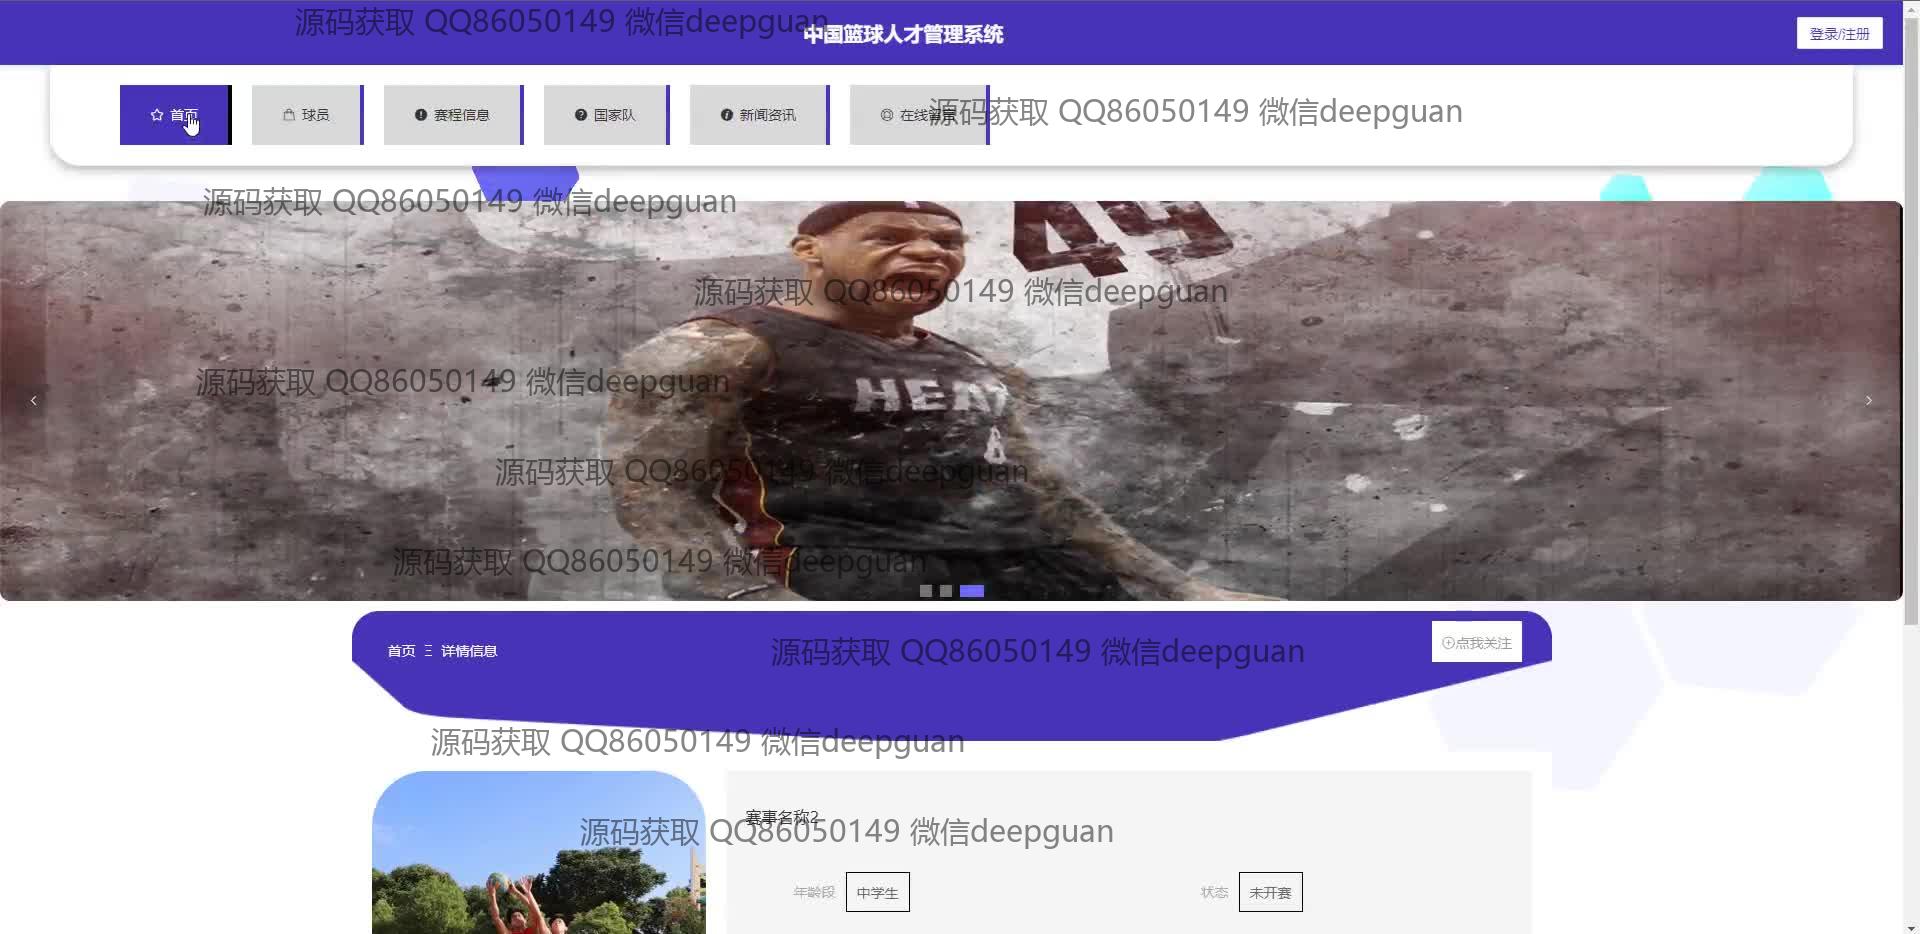 源码获取 QQ86050149 微信deepguan
中国篮球人才管理系统
登录/注册
首页
球员
赛程信息
国家队
新闻资讯
在线留言
源码获取 QQ86050149 微信deepguan
源码获取 QQ86050149 微信deepguan
49
源码获取 QQ86050149 微信deepguan
源码获取 QQ86050149 微信deepguan
HEAT
6
源码获取 QQ86050149 微信deepguan
源码获取 QQ86050149 微信deepguan
首页 Ξ 详情信息
源码获取 QQ86050149 微信deepguan
点我关注
源码获取 QQ86050149 微信deepguan
赛事名称2
源码获取 QQ86050149 微信deepguan
年龄段 中学生
状态 未开赛